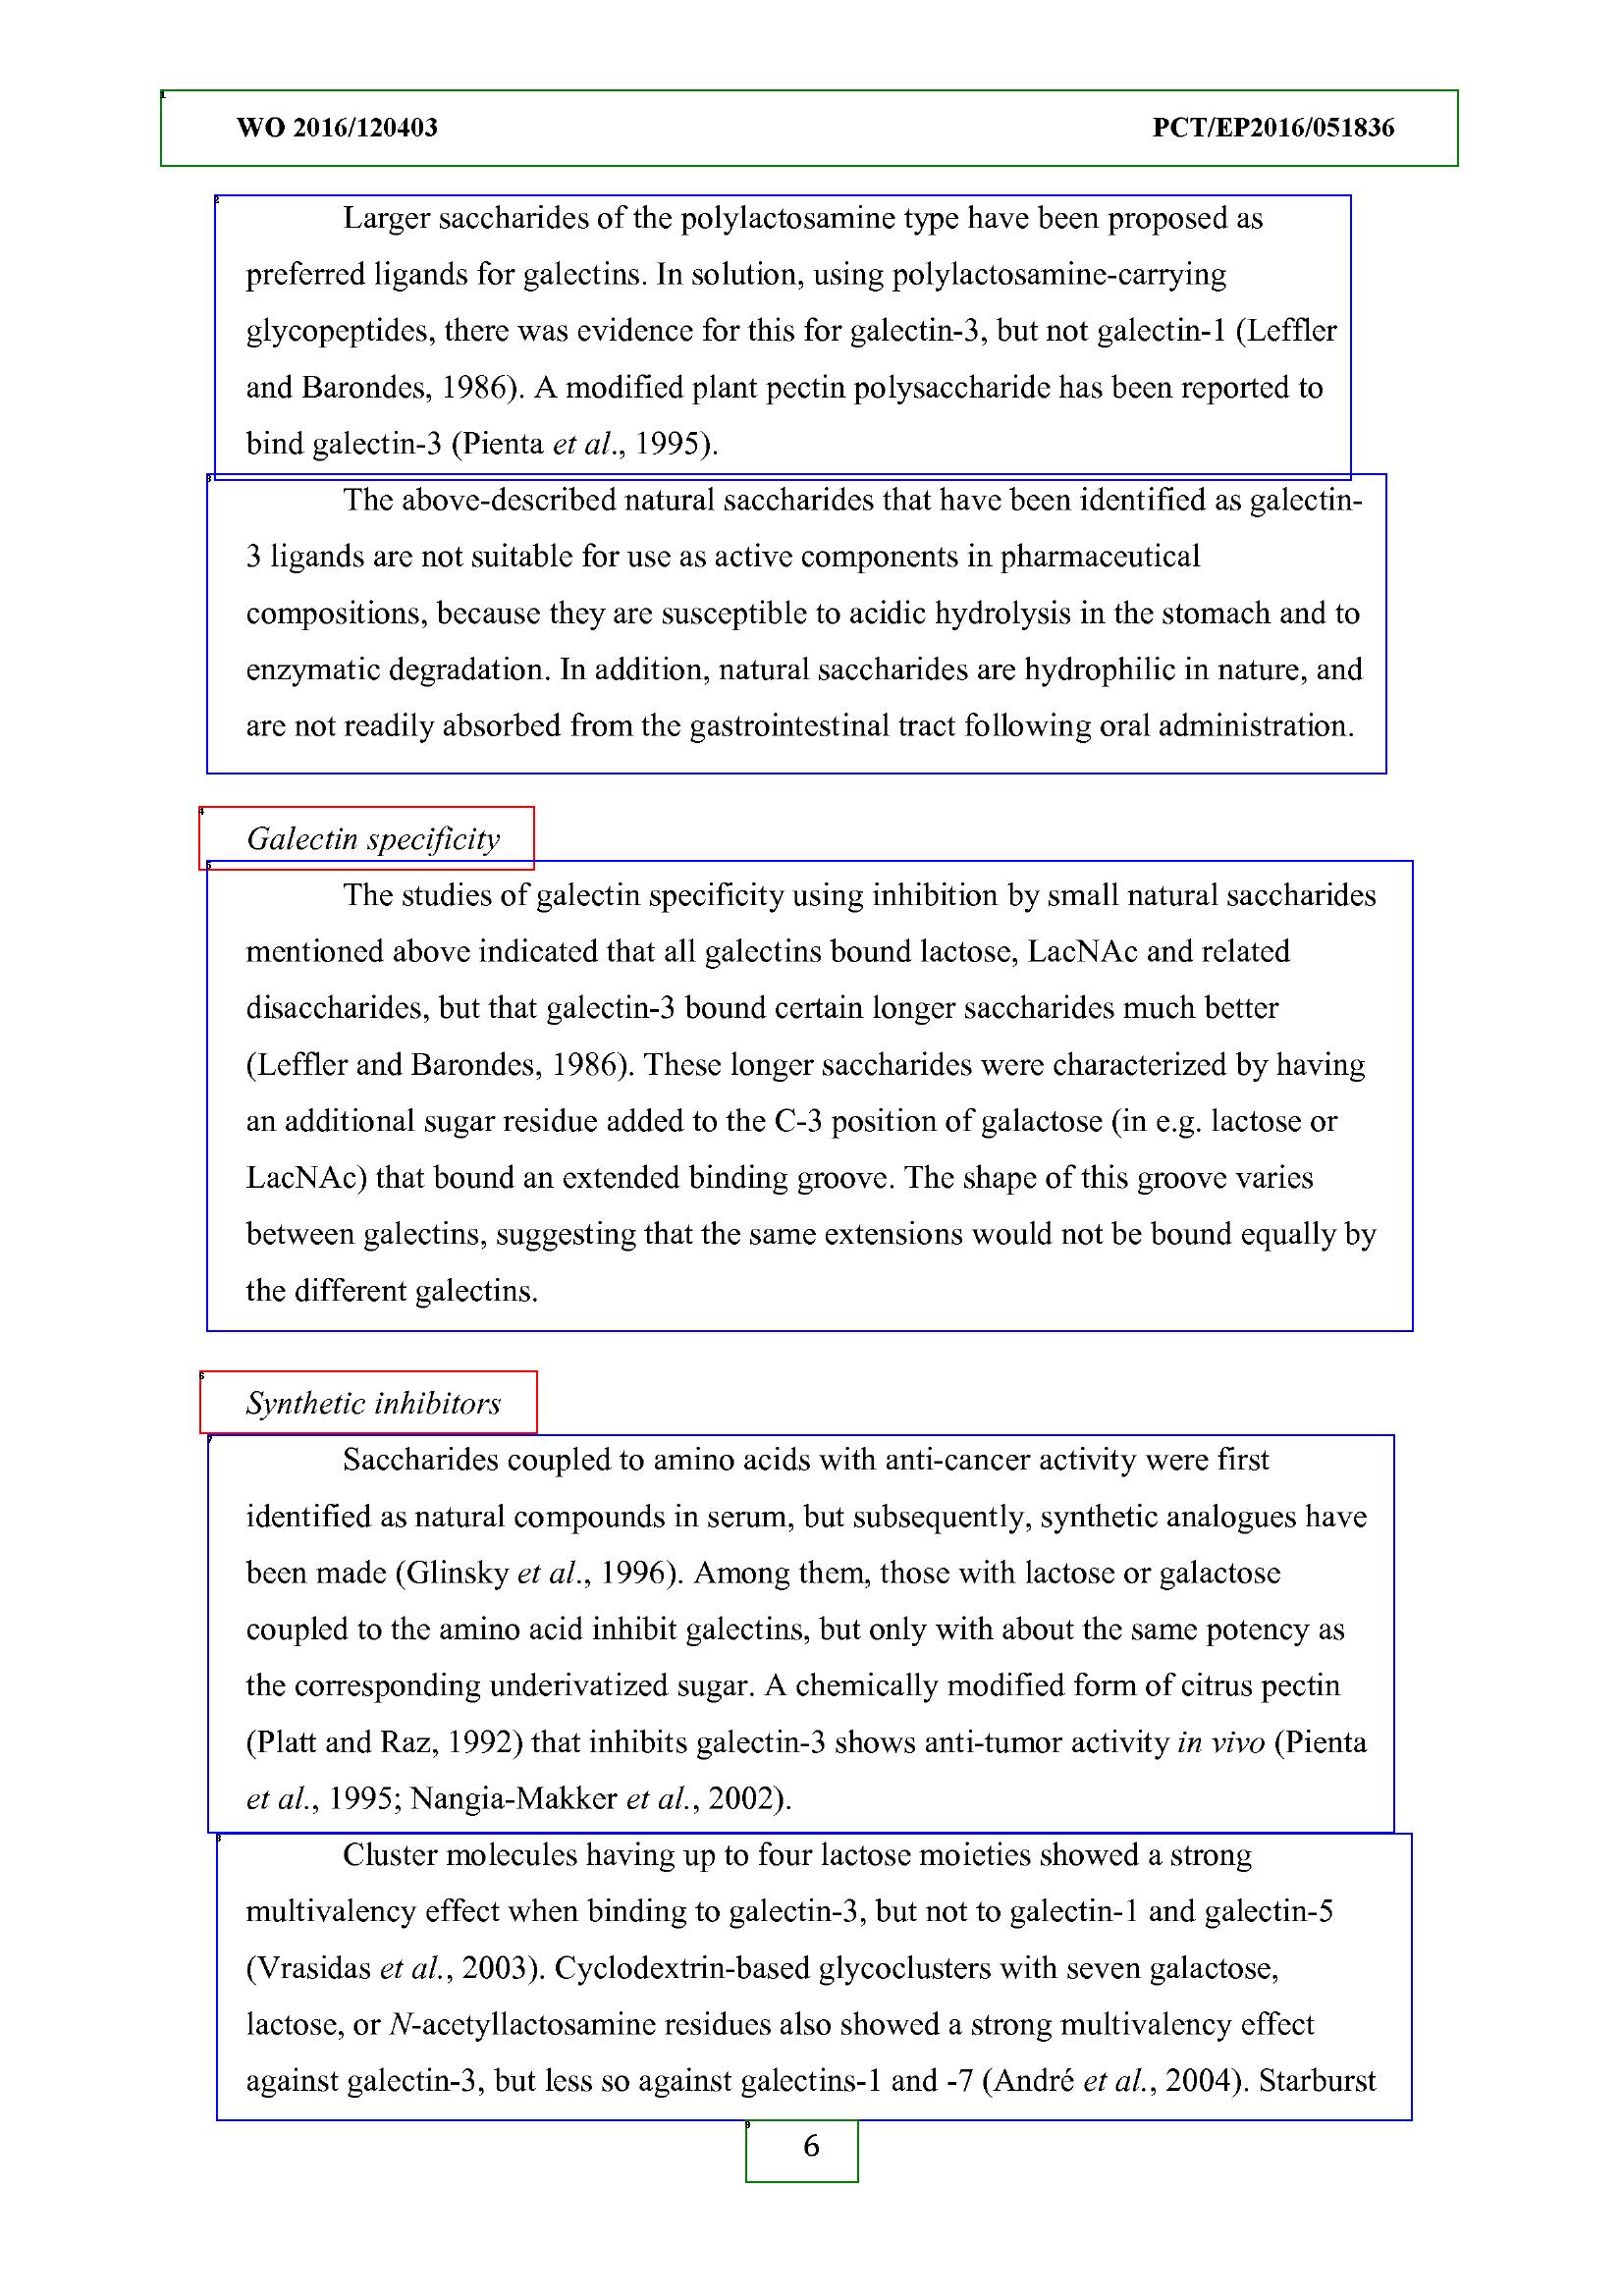 WO 2016/120403 PCT/EP2016/051836
Larger saccharides of the polylactosamine type have been proposed as
preferred ligands for galectins. In solution, using polylactosamine-carrying
glycopeptides, there was evidence for this for galectin-3, but not galectin-1 (Leffler
and Barondes, 1986). A modified plant pectin polysaccharide has been reported to
bind galectin-3 (Pienta et al., 1995).
The above-described natural saccharides that have been identified as galectin-
3 ligands are not suitable for use as active components in pharmaceutical
compositions, because they are susceptible to acidic hydrolysis in the stomach and to
enzymatic degradation. In addition, natural saccharides are hydrophilic in nature, and
are not readily absorbed from the gastrointestinal tract following oral administration.
Galectin specificity
The studies of galectin specificity using inhibition by small natural saccharides
mentioned above indicated that all galectins bound lactose, LacNAc and related
disaccharides, but that galectin-3 bound certain longer saccharides much better
(Leffler and Barondes, 1986). These longer saccharides were characterized by having
an additional sugar residue added to the C-3 position of galactose (in e.g. lactose or
LacNAc) that bound an extended binding groove. The shape of this groove varies
between galectins, suggesting that the same extensions would not be bound equally by
the different galectins.
Synthetic inhibitors
Saccharides coupled to amino acids with anti-cancer activity were first
identified as natural compounds in serum, but subsequently, synthetic analogues have
been made (Glinsky et al., 1996). Among them, those with lactose or galactose
coupled to the amino acid inhibit galectins, but only with about the same potency as
the corresponding underivatized sugar. A chemically modified form of citrus pectin
(Platt and Raz, 1992) that inhibits galectin-3 shows anti-tumor activity in vivo (Pienta
et al., 1995; Nangia-Makker et al., 2002).
Cluster molecules having up to four lactose moieties showed a strong
multivalency effect when binding to galectin-3, but not to galectin-1 and galectin-5
(Vrasidas et al., 2003). Cyclodextrin-based glycoclusters with seven galactose,
lactose, or N-acetyllactosamine residues also showed a strong multivalency effect
against galectin-3, but less so against galectins-1 and -7 (André et al., 2004). Starburst
6